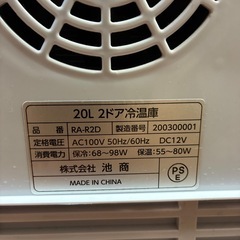 20L 2ドア冷温庫
品番 RA-R2D 製造番号 200300001
定格電圧 AC100V 50Hz/60Hz DC12V
消費電力 保冷:68~98W 保温:55~80W
株式会社 池商
MADE IN CHINA
PSE